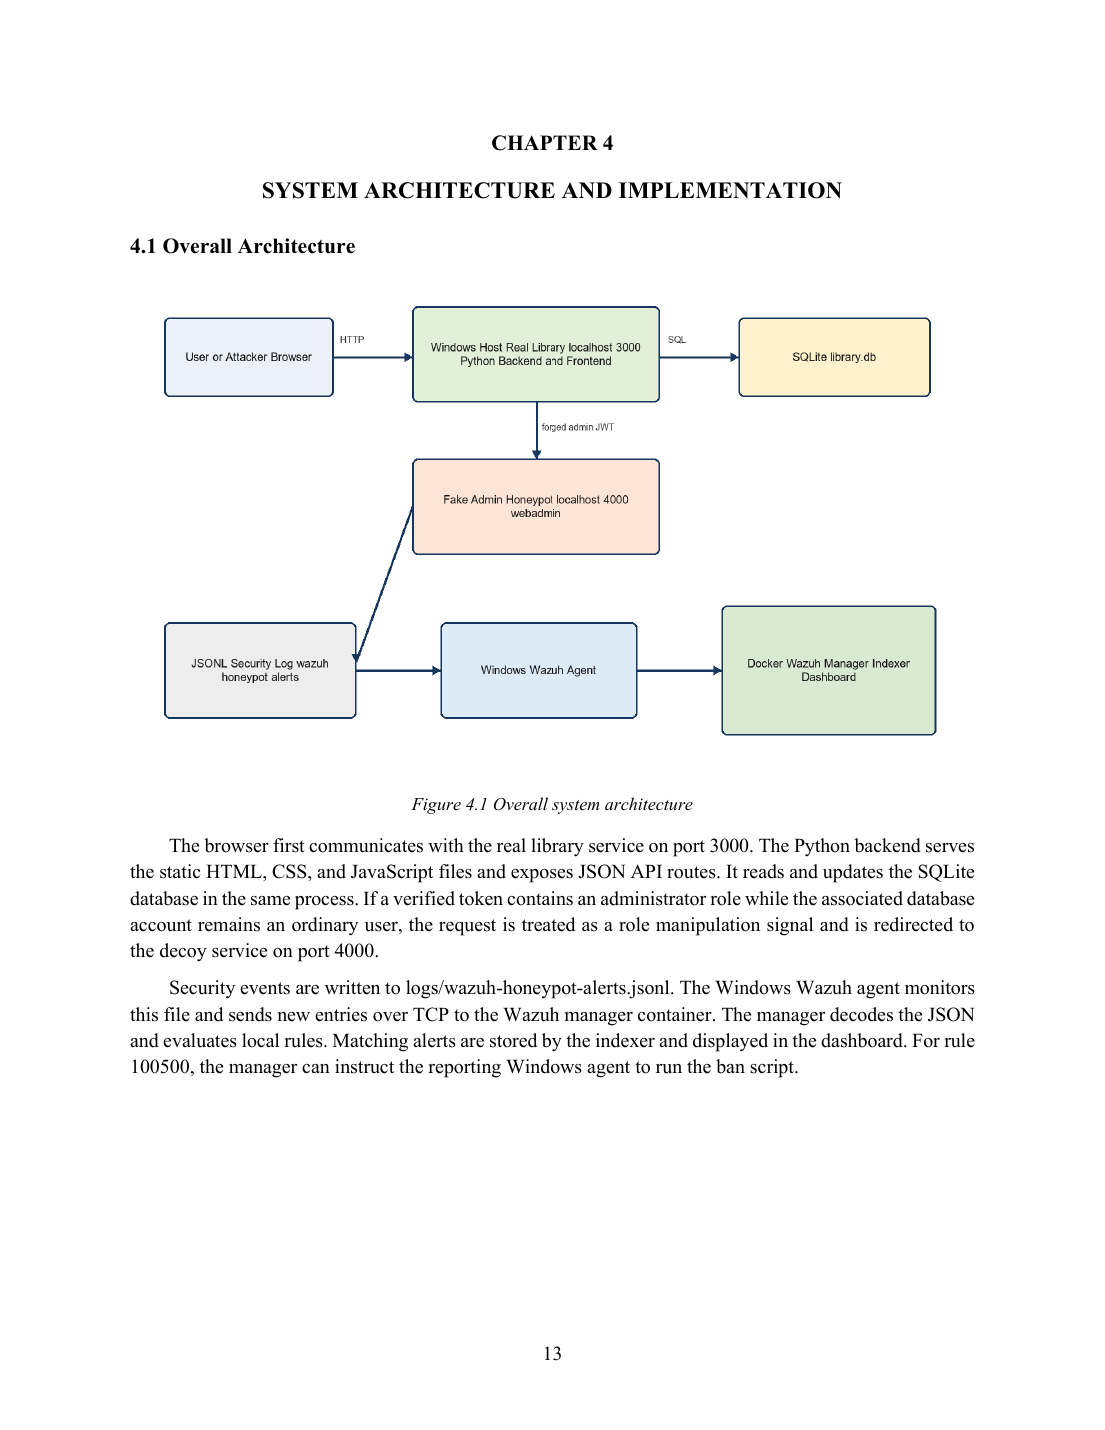 CHAPTER 4
SYSTEM ARCHITECTURE AND IMPLEMENTATION
4.1 Overall Architecture
User or Attacker Browser
HTTP
Windows Host Real Library localhost 3000
Python Backend and Frontend
SQL
SQLite library.db
forged admin JWT
Fake Admin Honeypot localhost 4000
webadmin
JSONL Security Log wazuh
honeypot alerts
Windows Wazuh Agent
Docker Wazuh Manager Indexer
Dashboard
Figure 4.1 Overall system architecture
The browser first communicates with the real library service on port 3000. The Python backend serves
the static HTML, CSS, and JavaScript files and exposes JSON API routes. It reads and updates the SQLite
database in the same process. If a verified token contains an administrator role while the associated database
account remains an ordinary user, the request is treated as a role manipulation signal and is redirected to
the decoy service on port 4000.
Security events are written to logs/wazuh-honeypot-alerts.jsonl. The Windows Wazuh agent monitors
this file and sends new entries over TCP to the Wazuh manager container. The manager decodes the JSON
and evaluates local rules. Matching alerts are stored by the indexer and displayed in the dashboard. For rule
100500, the manager can instruct the reporting Windows agent to run the ban script.
13